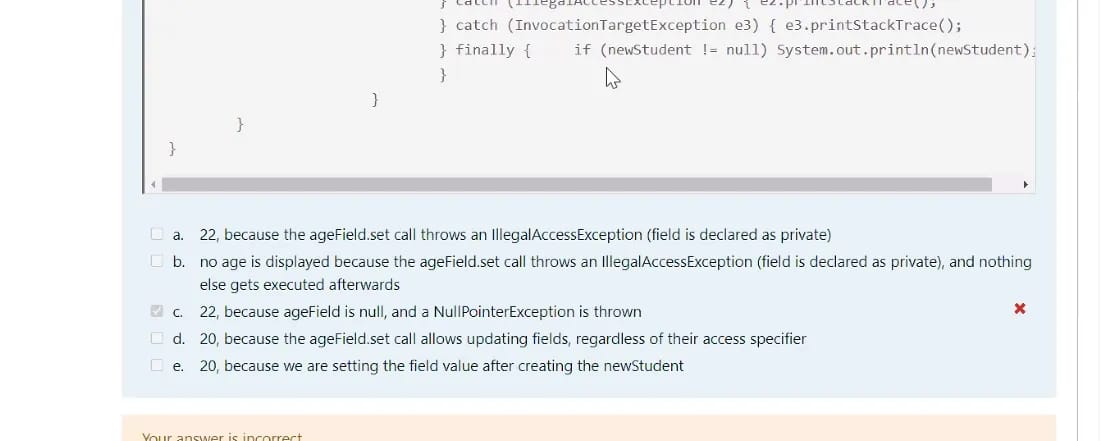 } catch (IllegalAccessException e2) { e2.printStackTrace();
} catch (InvocationTargetException e3) { e3.printStackTrace();
} finally {     if (newStudent != null) System.out.println(newStudent);
}
}
}
}
a. 22, because the ageField.set call throws an IllegalAccessException (field is declared as private)
b. no age is displayed because the ageField.set call throws an IllegalAccessException (field is declared as private), and nothing
else gets executed afterwards
c. 22, because ageField is null, and a NullPointerException is thrown
d. 20, because the ageField.set call allows updating fields, regardless of their access specifier
e. 20, because we are setting the field value after creating the newStudent
Your answer is incorrect